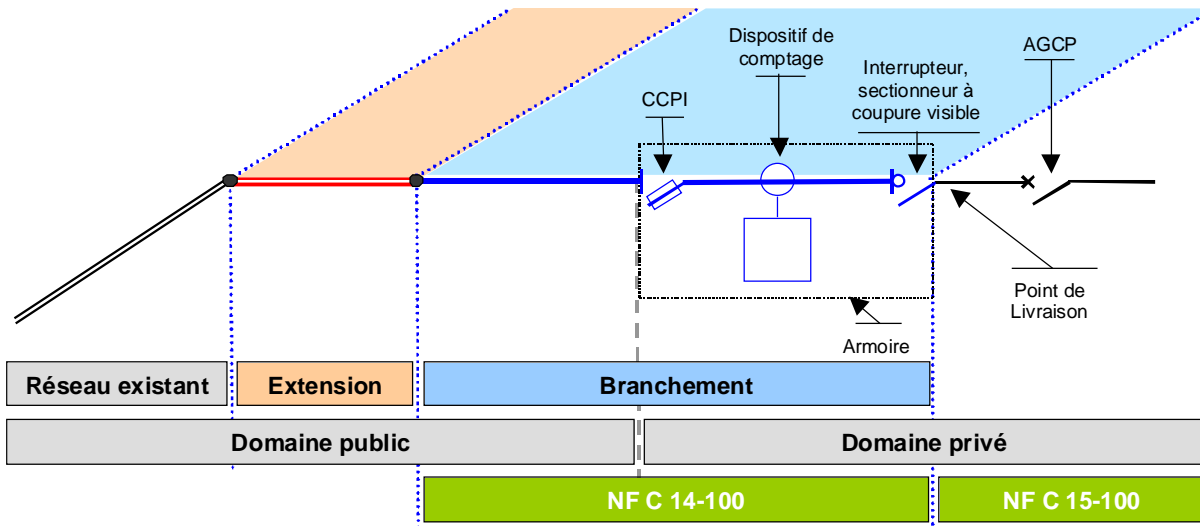 Dispositif de
comptage
AGCP
Interrupteur,
sectionneur à
coupure visible
CCPI
Point de
Livraison
Armoire
Réseau existant
Extension
Branchement
Domaine public
Domaine privé
NF C 14-100
NF C 15-100